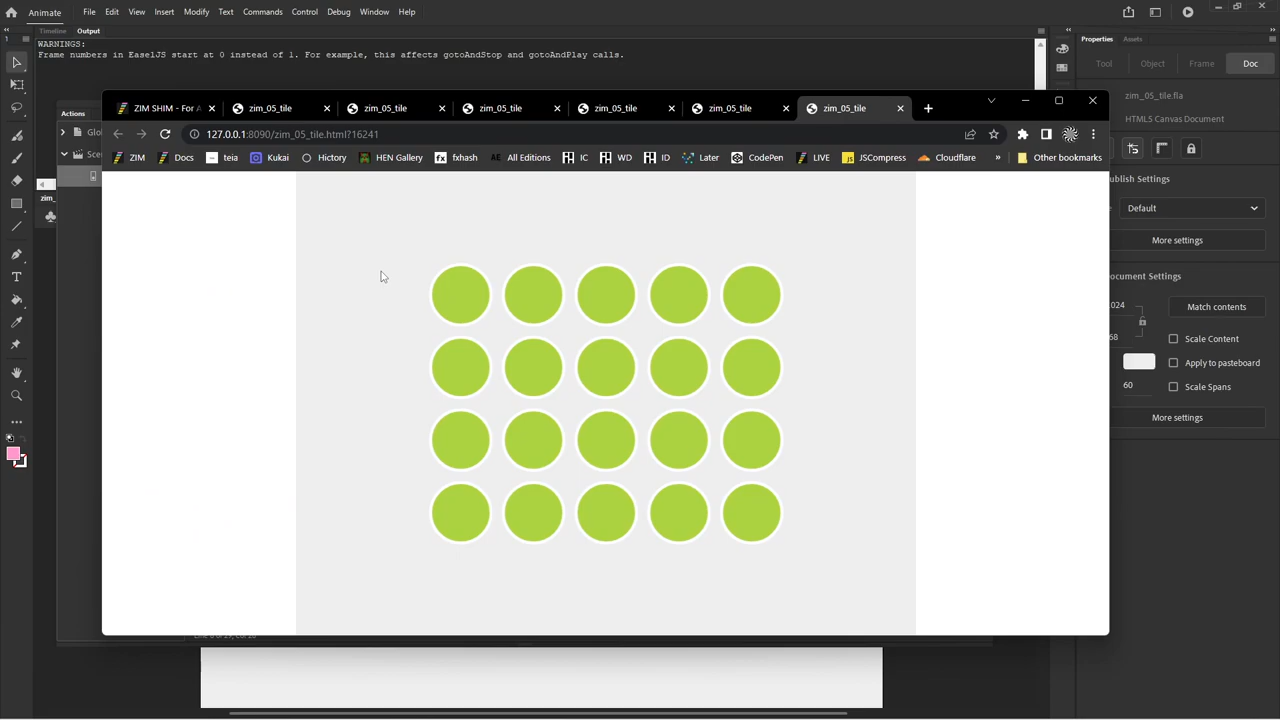 Animate File Edit View Insert Modify Text Commands Control Debug Window Help
Timeline Output
WARNINGS:
Frame numbers in EaselJS start at 0 instead of 1. For example, this affects gotoAndStop and gotoAndPlay calls.
Actions
Glo
Sce
zim_
ZIM SHIM - For A
zim_05_tile
zim_05_tile
zim_05_tile
zim_05_tile
zim_05_tile
zim_05_tile
127.0.0.1:8090/zim_05_tile.html?16241
ZIM Docs teia Kukai Hictory HEN Gallery fxhash All Editions IC WD ID Later CodePen LIVE JSCompress Cloudflare » Other bookmarks
Properties Assets
Tool Object Frame Doc
zim_05_tile.fla
HTML5 Canvas Document
ublish Settings
Default
More settings
ocument Settings
024
Match contents
68
Scale Content
Apply to pasteboard
60
Scale Spans
More settings